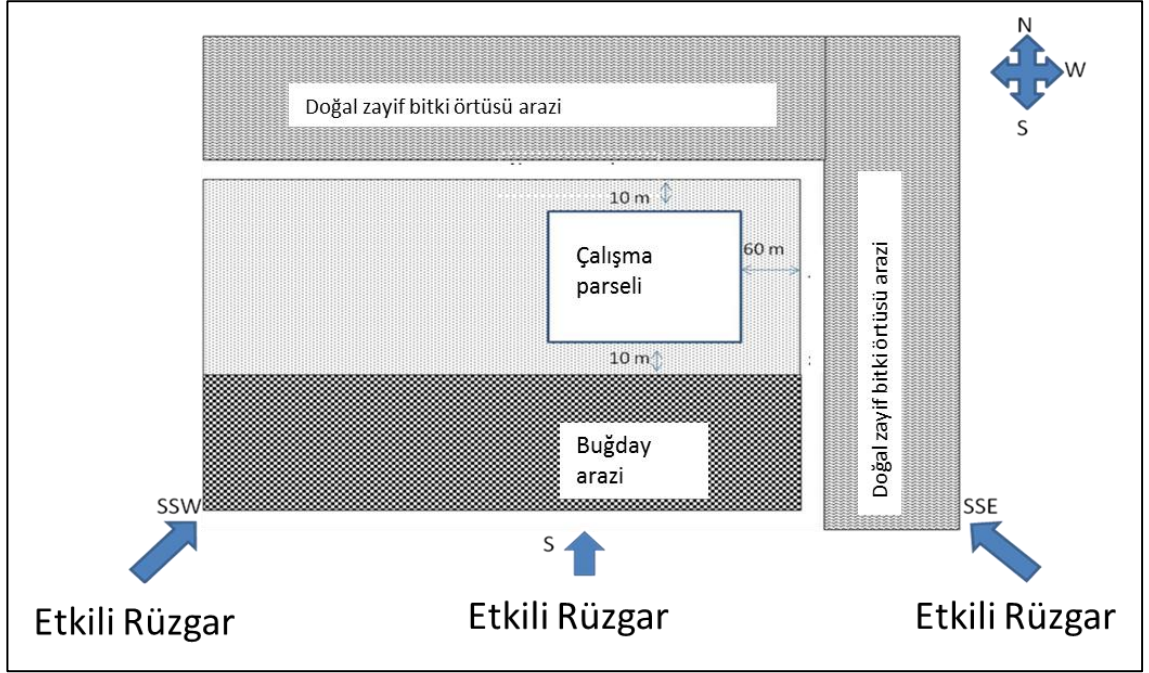 N
W
S
Doğal zayif bitki örtüsü arazi
10 m
Çalışma
parseli
60 m
10 m
Doğal zayif bitki örtüsü arazi
Buğday
arazi
SSW
S
SSE
Etkili Rüzgar
Etkili Rüzgar
Etkili Rüzgar